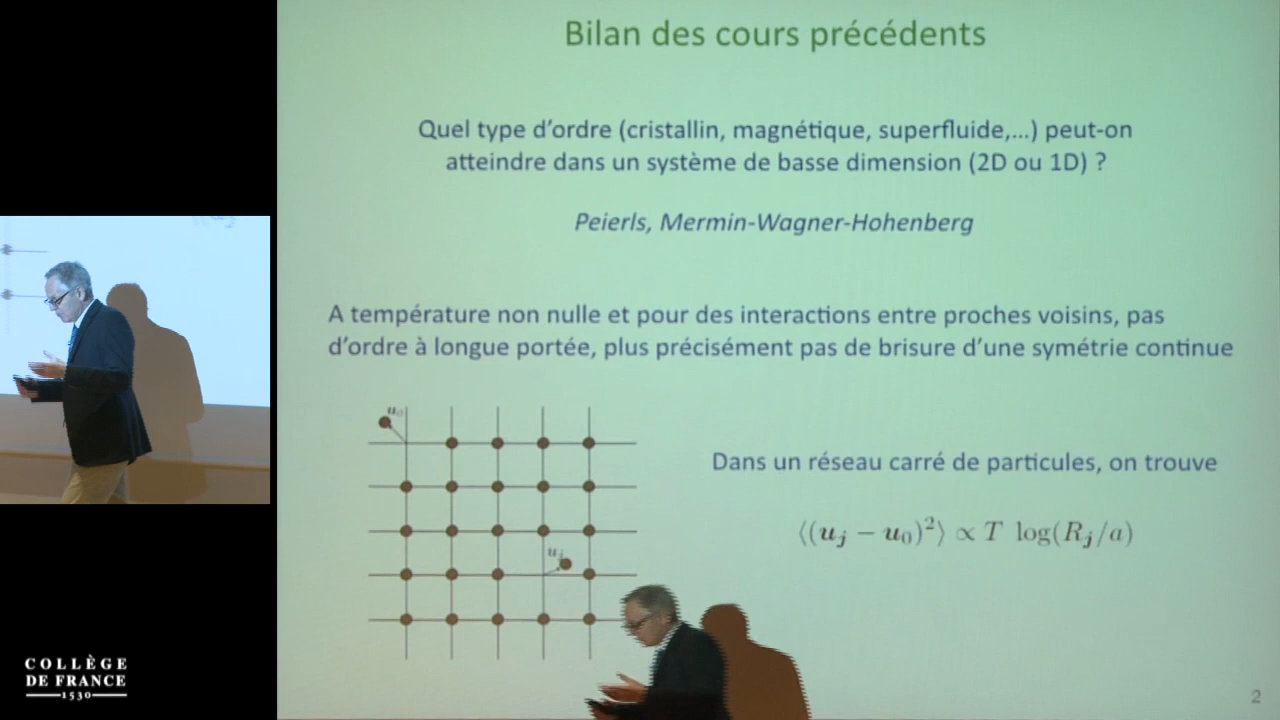 Bilan des cours précédents
Quel type d'ordre (cristallin, magnétique, superfluide,...) peut-on
atteindre dans un système de basse dimension (2D ou 1D) ?
Peierls, Mermin-Wagner-Hohenberg
A température non nulle et pour des interactions entre proches voisins, pas
d'ordre à longue portée, plus précisément pas de brisure d'une symétrie continue
u₀
u_j
Dans un réseau carré de particules, on trouve
⟨(u_j − u₀)²⟩ ∝ T log(R_j/a)
COLLÈGE
DE FRANCE
1530
2